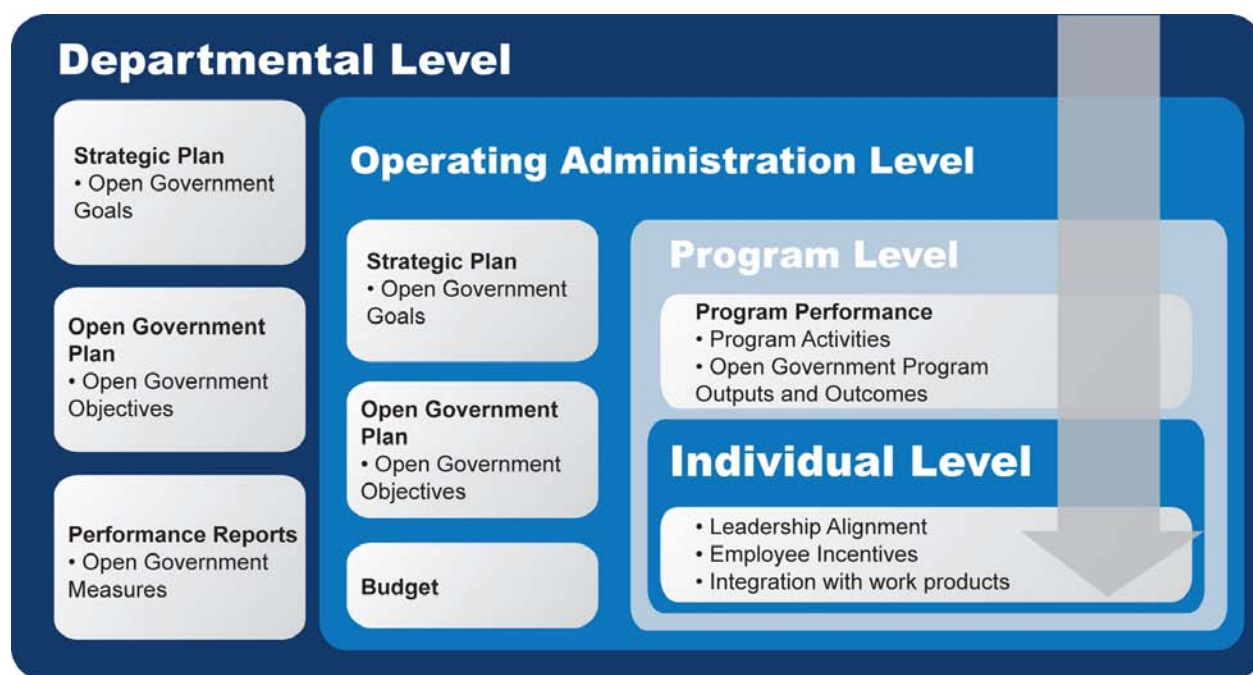 Departmental Level
Strategic Plan
• Open Government
Goals
Open Government
Plan
• Open Government
Objectives
Performance Reports
• Open Government
Measures
Operating Administration Level
Strategic Plan
• Open Government
Goals
Open Government
Plan
• Open Government
Objectives
Budget
Program Level
Program Performance
• Program Activities
• Open Government Program
Outputs and Outcomes
Individual Level
• Leadership Alignment
• Employee Incentives
• Integration with work products